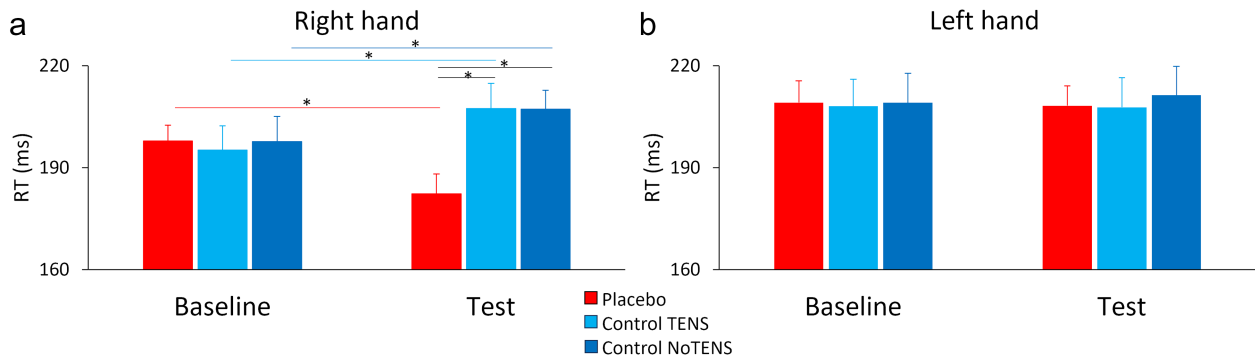 a
Right hand
*
*
*
*
*
220
190
160
RT (ms)
Baseline
Test
b
Left hand
220
190
160
RT (ms)
Baseline
Test
Placebo
Control TENS
Control NoTENS